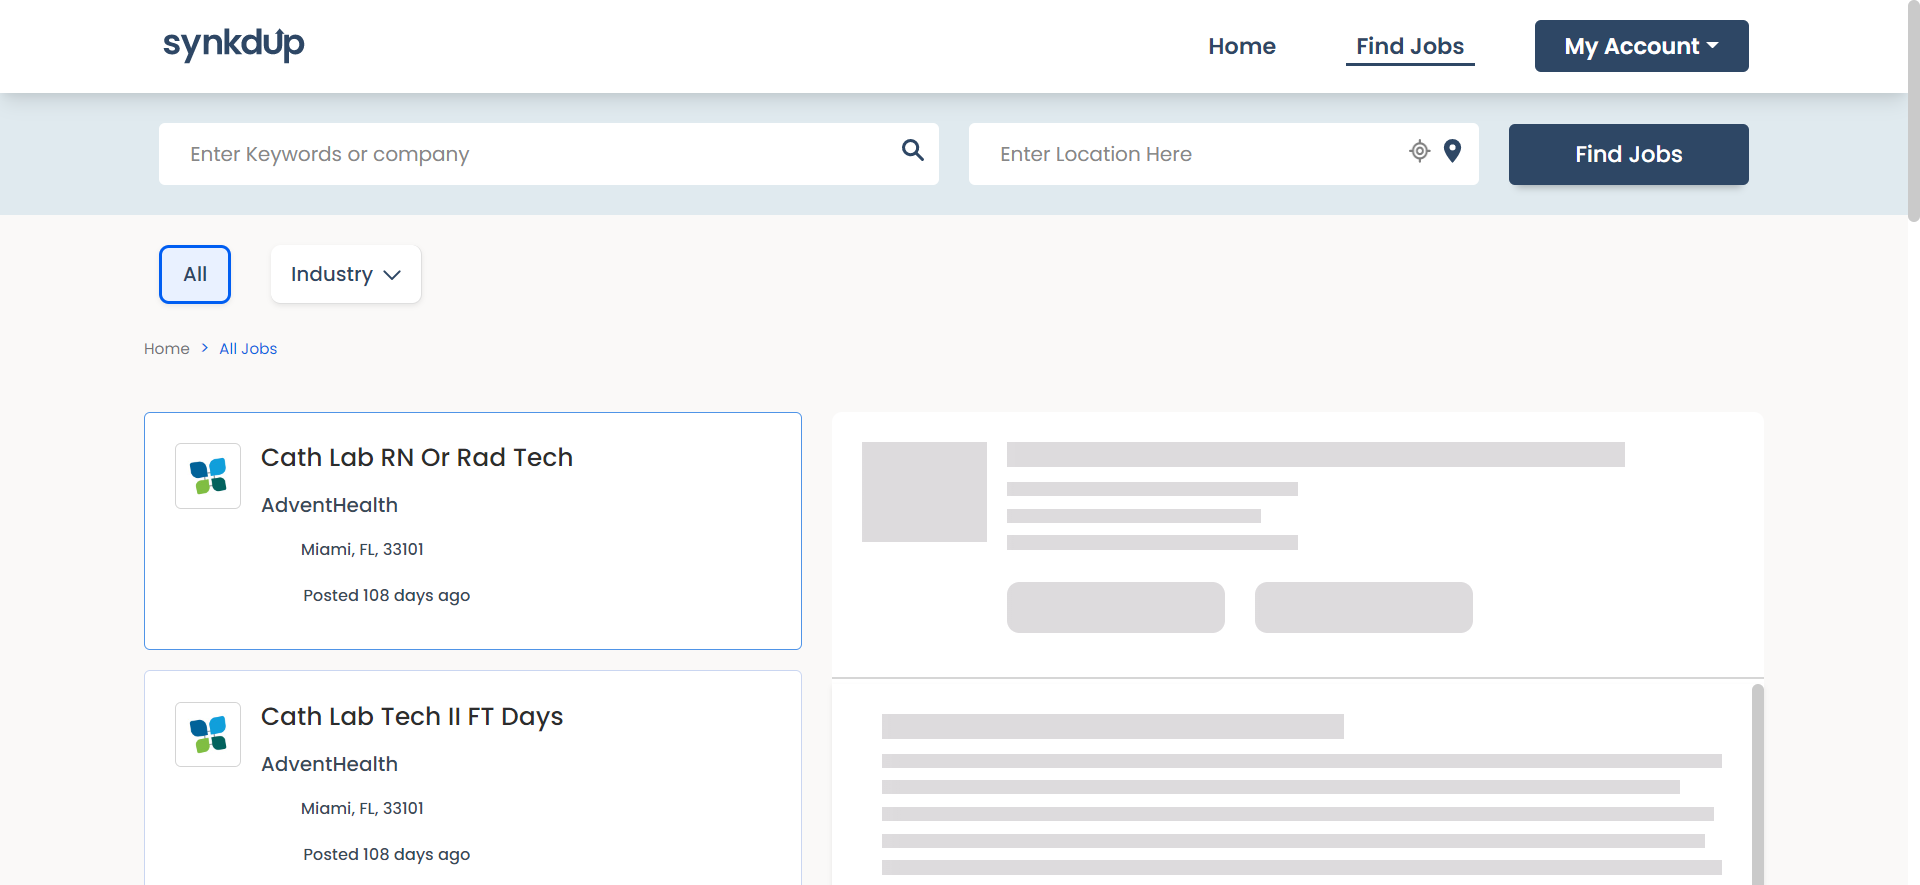 synkdup
Home
Find Jobs
My Account
Enter Keywords or company
Enter Location Here
Find Jobs
All
Industry
Home > All Jobs
Cath Lab RN Or Rad Tech
AdventHealth
Miami, FL, 33101
Posted 108 days ago
Cath Lab Tech II FT Days
AdventHealth
Miami, FL, 33101
Posted 108 days ago